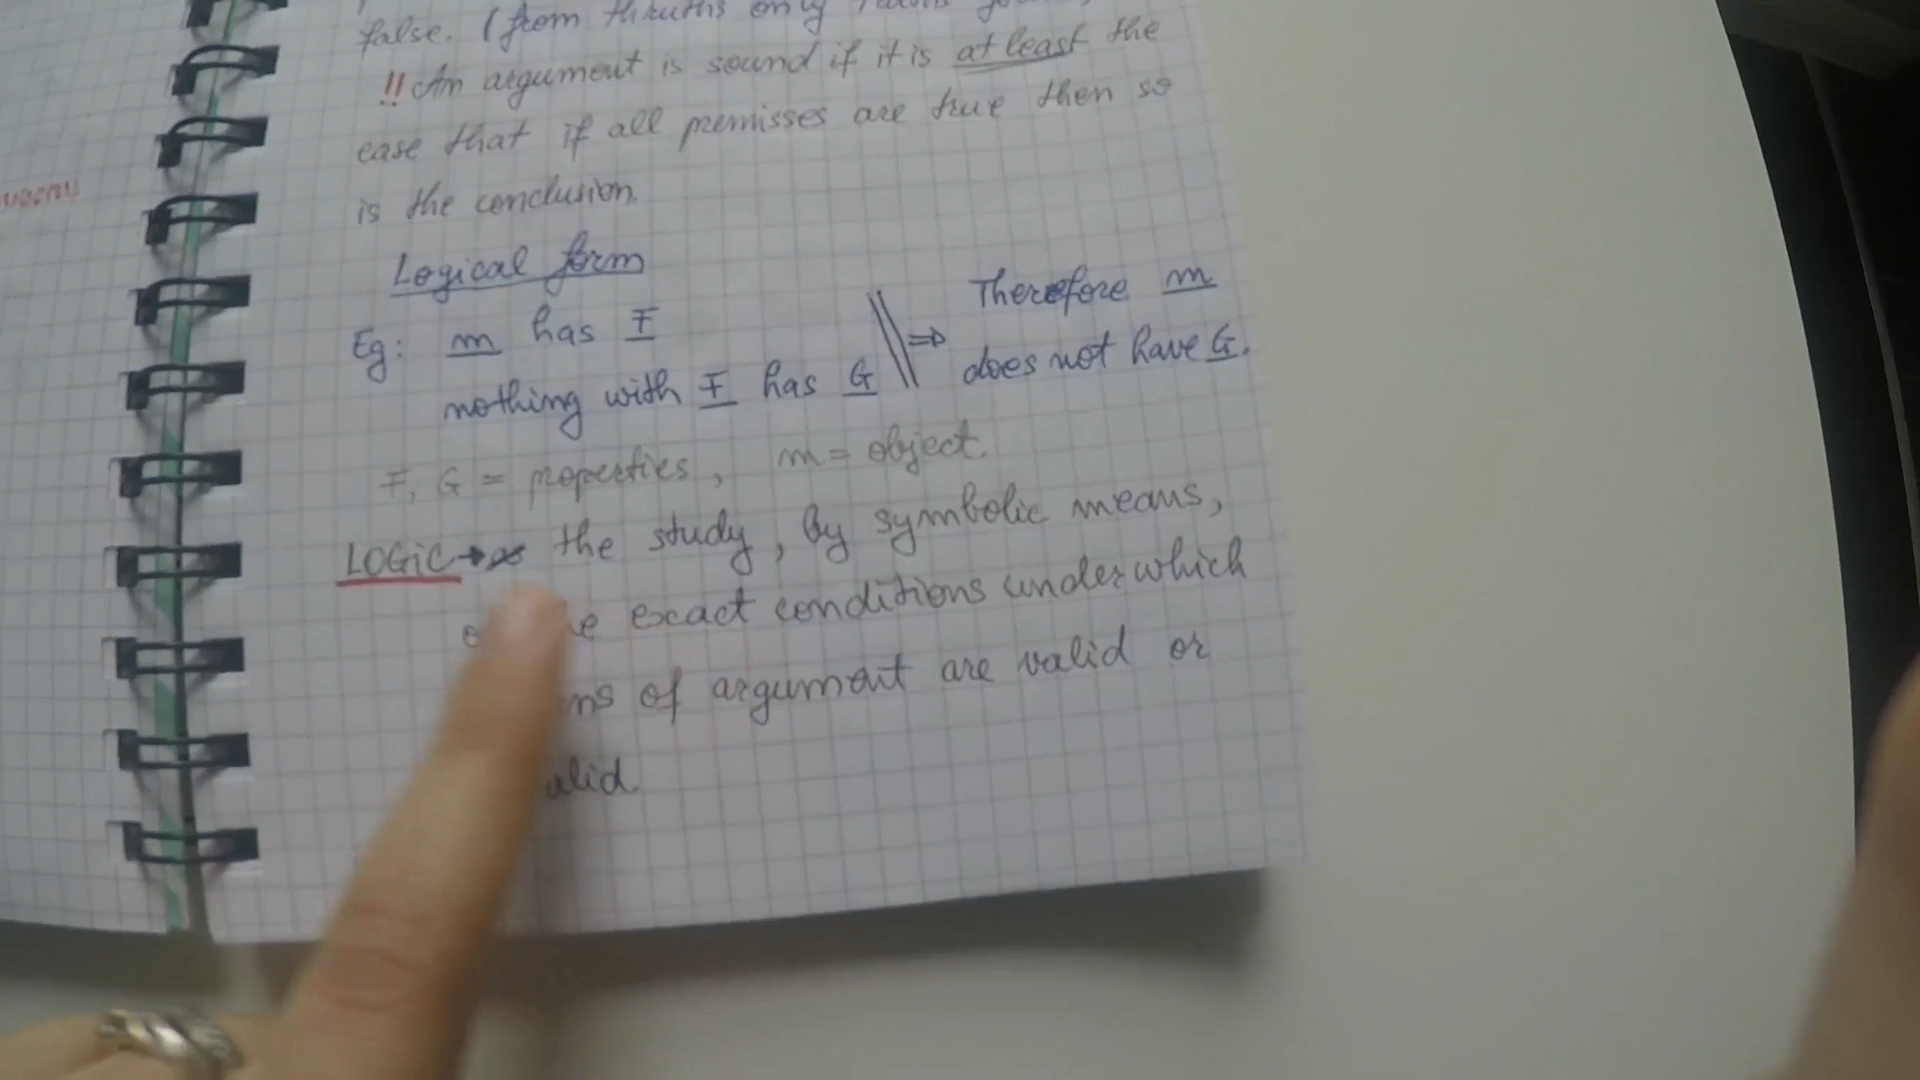 false. (from thruths only
!! An argument is sound if it is at least the
case that if all premisses are true then so
is the conclusion.
Logical form
Eg: m has F
nothing with F has G
=> Therefore m
does not have G.
F, G = properties, m = object.
LOGIC → the study, by symbolic means,
exact conditions under which
of argument are valid or
alid